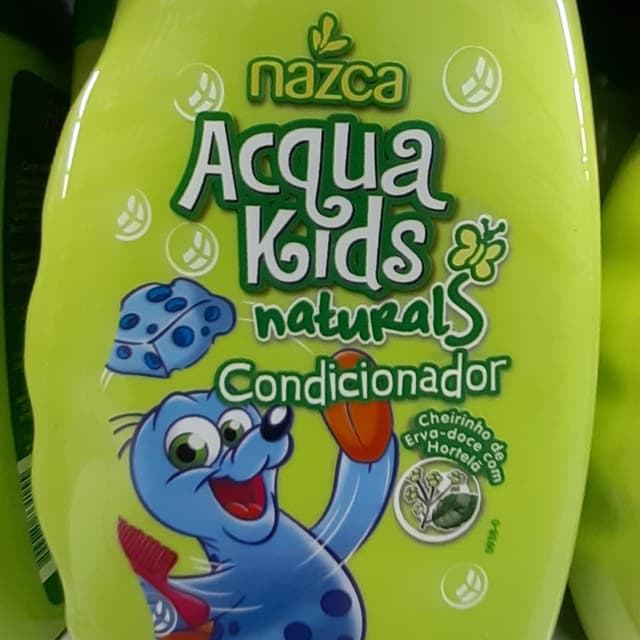 nazca
Acqua
Kids
naturals
Condicionador
Cheirinho de
Erva-doce com
Hortelã